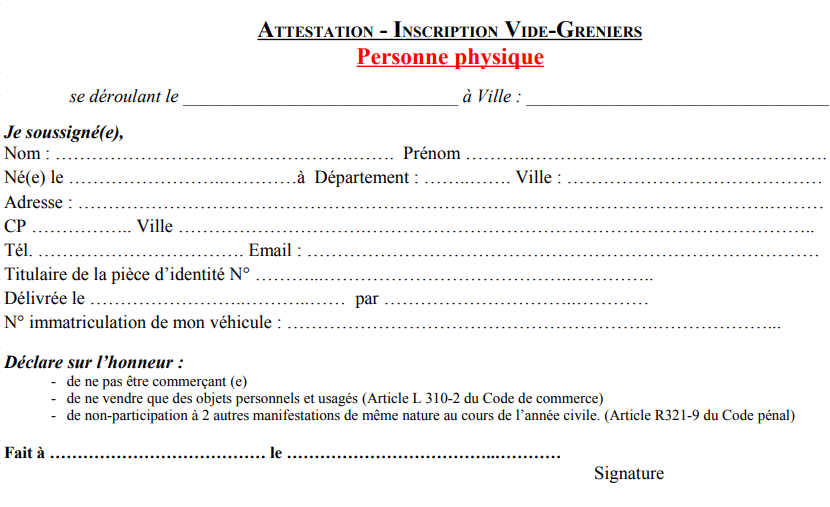 ATTESTATION - INSCRIPTION VIDE-GRENIERS
Personne physique
se déroulant le ______________________________ à Ville : _________________________________
Je soussigné(e),
Nom : ………………………………………………. Prénom ………..………………………………………….
Né(e) le …………………….…………à Département : …….……. Ville : ……………………………………
Adresse : ……………………………………………………………….………………………………….………
CP …………….. Ville …………………………………………………………………………………………..
Tél. ……………………………. Email : …………………………………………………………………………
Titulaire de la pièce d’identité N° ………..………………………………….…………..
Délivrée le …………………….……….…… par ………………………….…………
N° immatriculation de mon véhicule : …………………………………………………….………………...
Déclare sur l’honneur :
- de ne pas être commerçant (e)
- de ne vendre que des objets personnels et usagés (Article L 310-2 du Code de commerce)
- de non-participation à 2 autres manifestations de même nature au cours de l’année civile. (Article R321-9 du Code pénal)
Fait à ………………………………… le ………………………………...…………
Signature